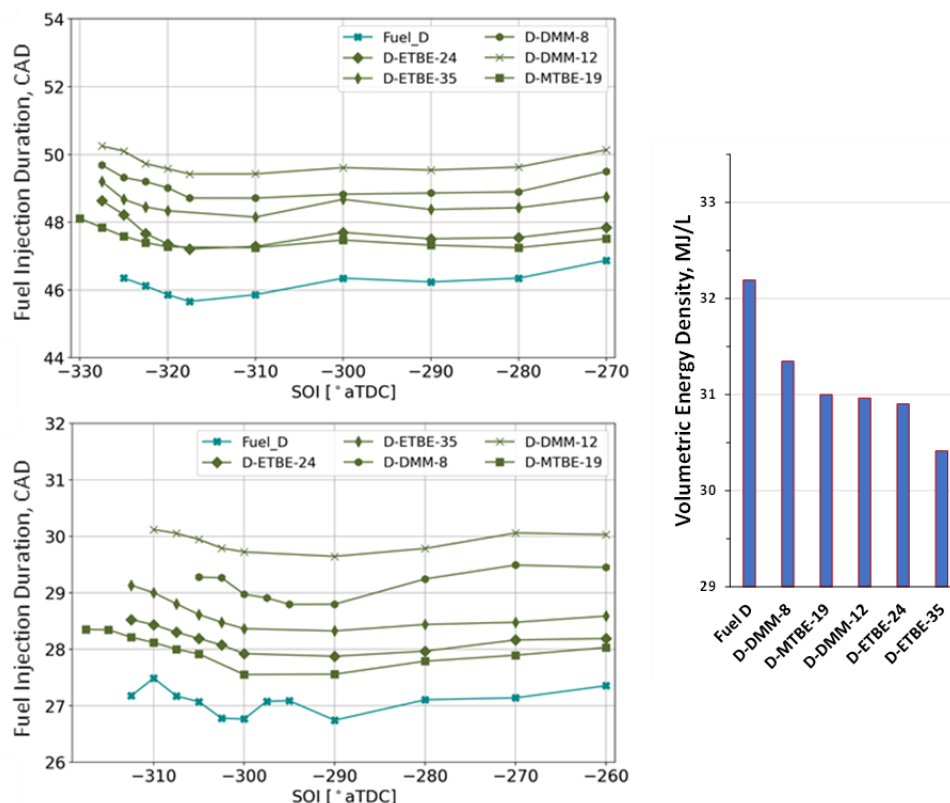 54
52
50
48
46
44
Fuel Injection Duration, CAD
Fuel_D
D-ETBE-24
D-ETBE-35
D-DMM-8
D-DMM-12
D-MTBE-19
−330 −320 −310 −300 −290 −280 −270
SOI [°aTDC]
32
31
30
29
28
27
26
Fuel Injection Duration, CAD
Fuel_D
D-ETBE-24
D-ETBE-35
D-DMM-8
D-DMM-12
D-MTBE-19
−310 −300 −290 −280 −270 −260
SOI [°aTDC]
Volumetric Energy Density, MJ/L
33
32
31
30
29
Fuel D
D-DMM-8
D-MTBE-19
D-DMM-12
D-ETBE-24
D-ETBE-35